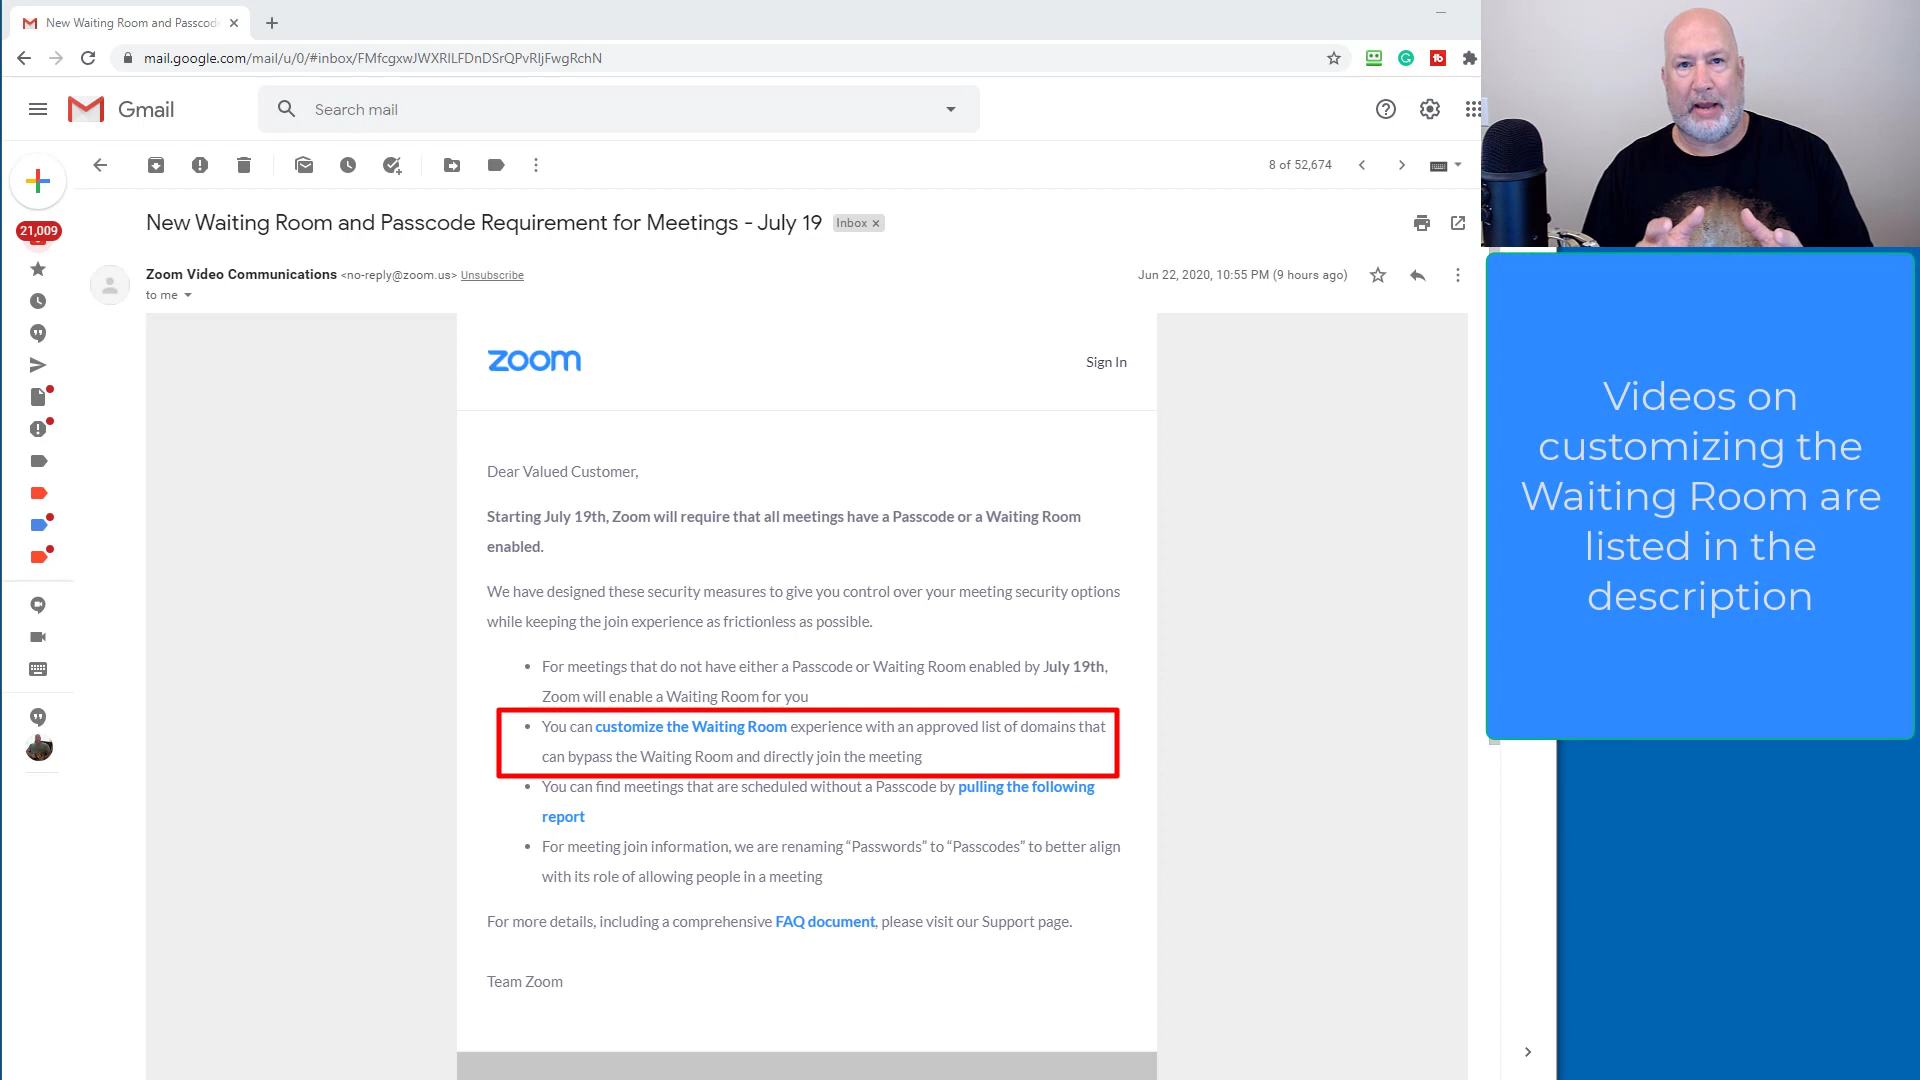 New Waiting Room and Passcod
mail.google.com/mail/u/0/#inbox/FMfcgxwJWXRlLFDnDSrQPvRljFwgRchN
Gmail
Search mail
8 of 52,674
21,009
New Waiting Room and Passcode Requirement for Meetings - July 19
Inbox ×
Zoom Video Communications <no-reply@zoom.us> Unsubscribe
Jun 22, 2020, 10:55 PM (9 hours ago)
to me
zoom
Sign In
Dear Valued Customer,
Starting July 19th, Zoom will require that all meetings have a Passcode or a Waiting Room
enabled.
We have designed these security measures to give you control over your meeting security options
while keeping the join experience as frictionless as possible.
• For meetings that do not have either a Passcode or Waiting Room enabled by July 19th,
Zoom will enable a Waiting Room for you
• You can customize the Waiting Room experience with an approved list of domains that
can bypass the Waiting Room and directly join the meeting
• You can find meetings that are scheduled without a Passcode by pulling the following
report
• For meeting join information, we are renaming “Passwords” to “Passcodes” to better align
with its role of allowing people in a meeting
For more details, including a comprehensive FAQ document, please visit our Support page.
Team Zoom
Videos on
customizing the
Waiting Room are
listed in the
description